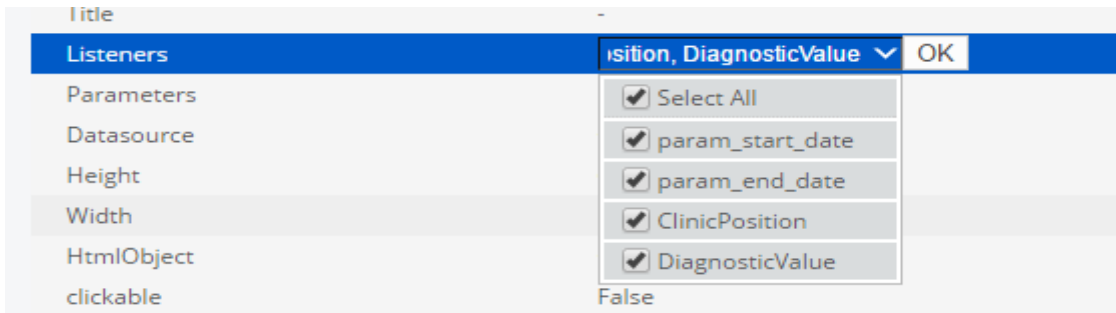 Title -
Listeners sition, DiagnosticValue OK
Parameters Select All
Datasource param_start_date
Height param_end_date
Width ClinicPosition
HtmlObject DiagnosticValue
clickable False